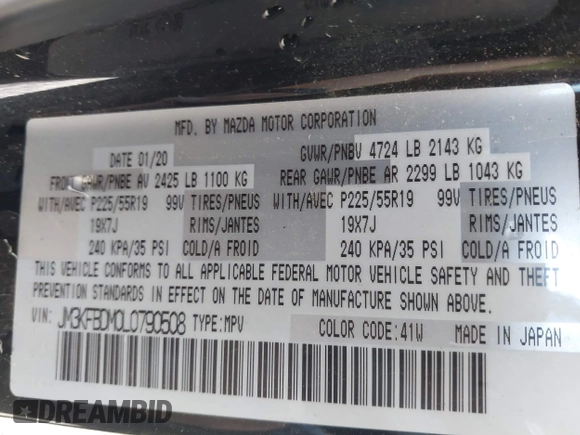 MFD. BY MAZDA MOTOR CORPORATION
DATE 01/20 GVWR/PNBV 4724 LB 2143 KG
FRONT GAWR/PNBE AV 2425 LB 1100 KG REAR GAWR/PNBE AR 2299 LB 1043 KG
WITH/AVEC P225/55R19 99V TIRES/PNEUS WITH/AVEC P225/55R19 99V TIRES/PNEUS
19X7J RIMS/JANTES 19X7J RIMS/JANTES
240 KPA/35 PSI COLD/A FROID 240 KPA/35 PSI COLD/A FROID
THIS VEHICLE CONFORMS TO ALL APPLICABLE FEDERAL MOTOR VEHICLE SAFETY AND THEFT
PREVENTION STANDARDS IN EFFECT ON THE DATE OF MANUFACTURE SHOWN ABOVE.
VIN: JM3KFBDM0L0790508 TYPE:MPV COLOR CODE:41W MADE IN JAPAN
DREAMBID